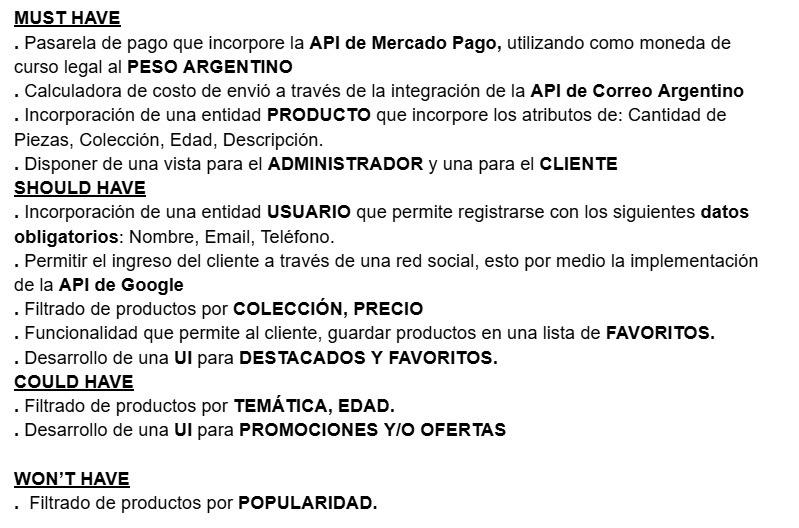 MUST HAVE
. Pasarela de pago que incorpore la API de Mercado Pago, utilizando como moneda de
curso legal al PESO ARGENTINO
. Calculadora de costo de envió a través de la integración de la API de Correo Argentino
. Incorporación de una entidad PRODUCTO que incorpore los atributos de: Cantidad de
Piezas, Colección, Edad, Descripción.
. Disponer de una vista para el ADMINISTRADOR y una para el CLIENTE
SHOULD HAVE
. Incorporación de una entidad USUARIO que permite registrarse con los siguientes datos
obligatorios: Nombre, Email, Teléfono.
. Permitir el ingreso del cliente a través de una red social, esto por medio la implementación
de la API de Google
. Filtrado de productos por COLECCIÓN, PRECIO
. Funcionalidad que permite al cliente, guardar productos en una lista de FAVORITOS.
. Desarrollo de una UI para DESTACADOS Y FAVORITOS.
COULD HAVE
. Filtrado de productos por TEMÁTICA, EDAD.
. Desarrollo de una UI para PROMOCIONES Y/O OFERTAS
WON’T HAVE
. Filtrado de productos por POPULARIDAD.